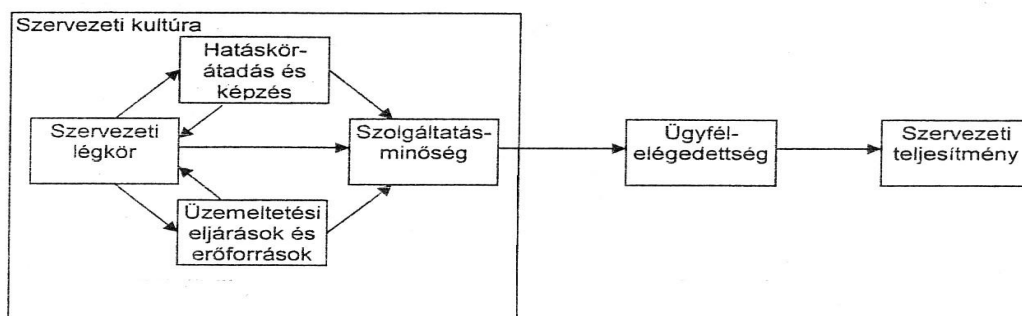 Szervezeti kultúra
Hatáskör-
átadás és
képzés
Szervezeti
légkör
Szolgáltatás-
minőség
Üzemeltetési
eljárások és
erőforrások
Ügyfél-
elégedettség
Szervezeti
teljesítmény